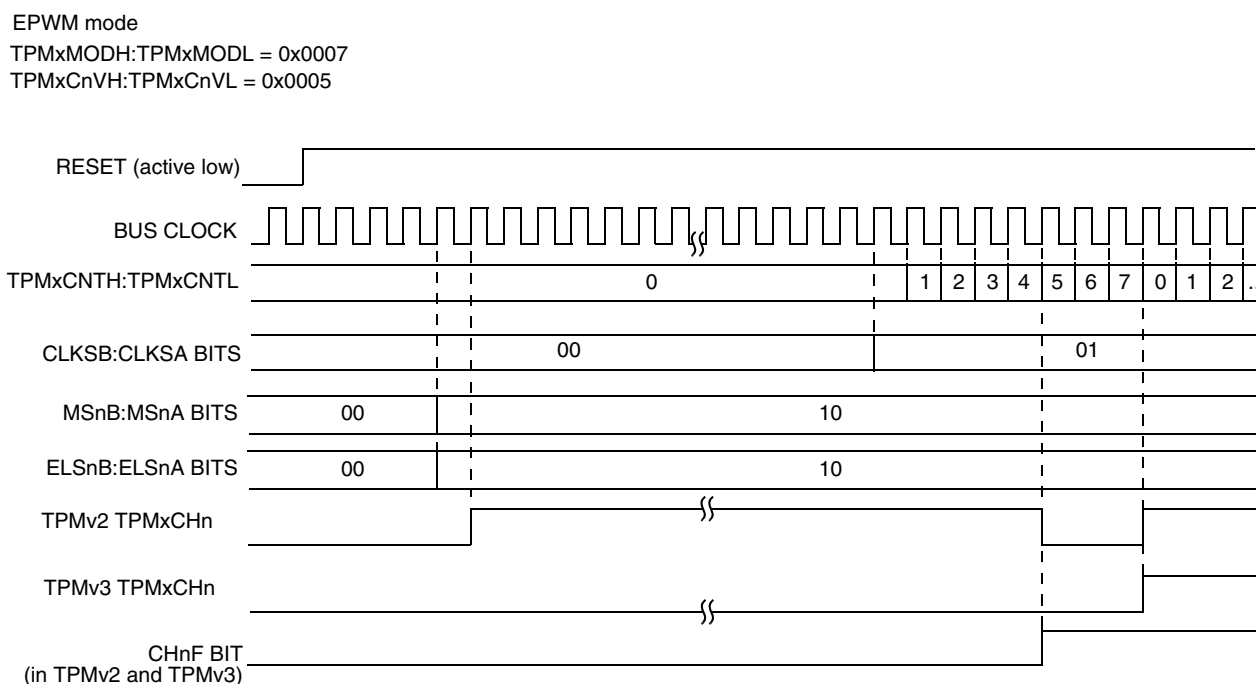 EPWM mode
TPMxMODH:TPMxMODL = 0x0007
TPMxCnVH:TPMxCnVL = 0x0005
RESET (active low)
BUS CLOCK
TPMxCNTH:TPMxCNTL 0 1 2 3 4 5 6 7 0 1 2 ..
CLKSB:CLKSA BITS 00 01
MSnB:MSnA BITS 00 10
ELSnB:ELSnA BITS 00 10
TPMv2 TPMxCHn
TPMv3 TPMxCHn
CHnF BIT
(in TPMv2 and TPMv3)